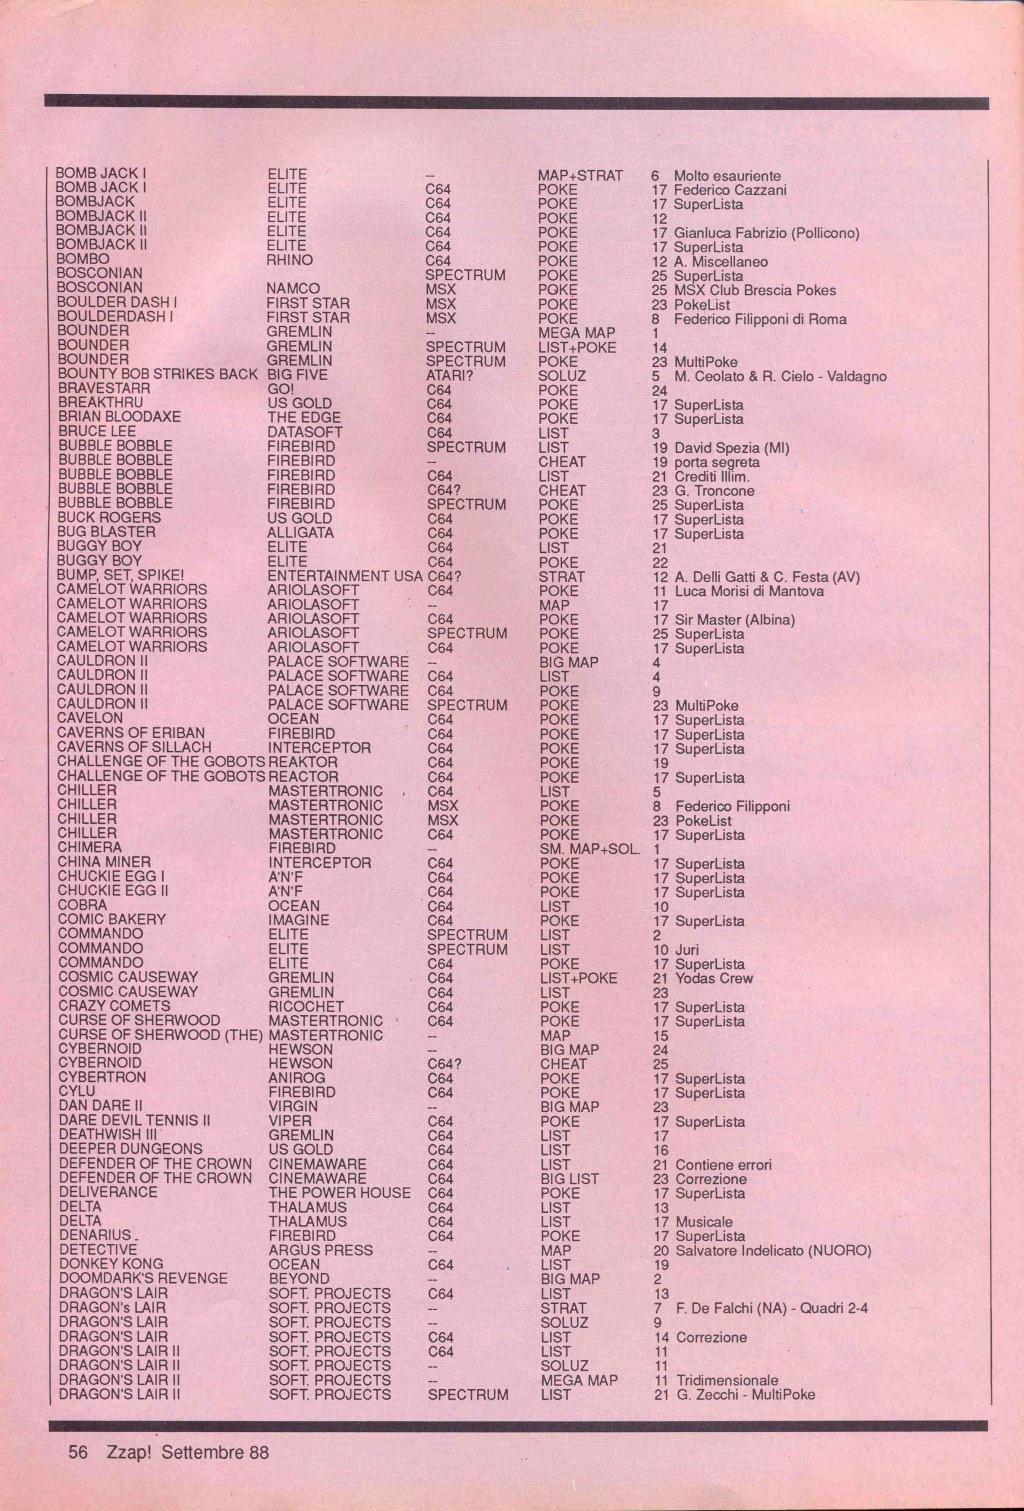 BOMB JACK I ELITE -- MAP+STRAT 6 Molto esauriente
BOMB JACK I ELITE C64 POKE 17 Federico Cazzani
BOMBJACK ELITE C64 POKE 17 SuperLista
BOMBJACK II ELITE C64 POKE 12
BOMBJACK II ELITE C64 POKE 17 Gianluca Fabrizio (Pollicono)
BOMBJACK II ELITE C64 POKE 17 SuperLista
BOMBO RHINO C64 POKE 12 A. Miscellaneo
BOSCONIAN SPECTRUM POKE 25 SuperLista
BOSCONIAN NAMCO MSX POKE 25 MSX Club Brescia Pokes
BOULDER DASH I FIRST STAR MSX POKE 23 PokeList
BOULDERDASH I FIRST STAR MSX POKE 8 Federico Filipponi di Roma
BOUNDER GREMLIN -- MEGA MAP 1
BOUNDER GREMLIN SPECTRUM LIST+POKE 14
BOUNDER GREMLIN SPECTRUM POKE 23 MultiPoke
BOUNTY BOB STRIKES BACK BIG FIVE ATARI? SOLUZ 5 M. Ceolato & R. Cielo - Valdagno
BRAVESTARR GO! C64 POKE 24
BREAKTHRU US GOLD C64 POKE 17 SuperLista
BRIAN BLOODAXE THE EDGE C64 POKE 17 SuperLista
BRUCE LEE DATASOFT C64 LIST 3
BUBBLE BOBBLE FIREBIRD SPECTRUM LIST 19 David Spezia (MI)
BUBBLE BOBBLE FIREBIRD -- CHEAT 19 porta segreta
BUBBLE BOBBLE FIREBIRD C64 LIST 21 Crediti Illim.
BUBBLE BOBBLE FIREBIRD C64? CHEAT 23 G. Troncone
BUBBLE BOBBLE FIREBIRD SPECTRUM POKE 25 SuperLista
BUCK ROGERS US GOLD C64 POKE 17 SuperLista
BUG BLASTER ALLIGATA C64 POKE 17 SuperLista
BUGGY BOY ELITE C64 LIST 21
BUGGY BOY ELITE C64 POKE 22
BUMP, SET, SPIKE! ENTERTAINMENT USA C64? STRAT 12 A. Delli Gatti & C. Festa (AV)
CAMELOT WARRIORS ARIOLASOFT C64 POKE 11 Luca Morisi di Mantova
CAMELOT WARRIORS ARIOLASOFT -- MAP 17
CAMELOT WARRIORS ARIOLASOFT C64 POKE 17 Sir Master (Albina)
CAMELOT WARRIORS ARIOLASOFT SPECTRUM POKE 25 SuperLista
CAMELOT WARRIORS ARIOLASOFT C64 POKE 17 SuperLista
CAULDRON II PALACE SOFTWARE -- BIG MAP 4
CAULDRON II PALACE SOFTWARE C64 LIST 4
CAULDRON II PALACE SOFTWARE C64 POKE 9
CAULDRON II PALACE SOFTWARE SPECTRUM POKE 23 MultiPoke
CAVELON OCEAN C64 POKE 17 SuperLista
CAVERNS OF ERIBAN FIREBIRD C64 POKE 17 SuperLista
CAVERNS OF SILLACH INTERCEPTOR C64 POKE 17 SuperLista
CHALLENGE OF THE GOBOTS REAKTOR C64 POKE 19
CHALLENGE OF THE GOBOTS REACTOR C64 POKE 17 SuperLista
CHILLER MASTERTRONIC C64 LIST 5
CHILLER MASTERTRONIC MSX POKE 8 Federico Filipponi
CHILLER MASTERTRONIC MSX POKE 23 PokeList
CHILLER MASTERTRONIC C64 POKE 17 SuperLista
CHIMERA FIREBIRD -- SM. MAP+SOL. 1
CHINA MINER INTERCEPTOR C64 POKE 17 SuperLista
CHUCKIE EGG I A'N'F C64 POKE 17 SuperLista
CHUCKIE EGG II A'N'F C64 POKE 17 SuperLista
COBRA OCEAN C64 LIST 10
COMIC BAKERY IMAGINE C64 POKE 17 SuperLista
COMMANDO ELITE SPECTRUM LIST 2
COMMANDO ELITE SPECTRUM LIST 10 Juri
COMMANDO ELITE C64 POKE 17 SuperLista
COSMIC CAUSEWAY GREMLIN C64 LIST+POKE 21 Yodas Crew
COSMIC CAUSEWAY GREMLIN C64 LIST 23
CRAZY COMETS RICOCHET C64 POKE 17 SuperLista
CURSE OF SHERWOOD MASTERTRONIC C64 POKE 17 SuperLista
CURSE OF SHERWOOD (THE) MASTERTRONIC -- MAP 15
CYBERNOID HEWSON -- BIG MAP 24
CYBERNOID HEWSON C64? CHEAT 25
CYBERTRON ANIROG C64 POKE 17 SuperLista
CYLU FIREBIRD C64 POKE 17 SuperLista
DAN DARE II VIRGIN -- BIG MAP 23
DARE DEVIL TENNIS II VIPER C64 POKE 17 SuperLista
DEATHWISH III GREMLIN C64 LIST 17
DEEPER DUNGEONS US GOLD C64 LIST 16
DEFENDER OF THE CROWN CINEMAWARE C64 LIST 21 Contiene errori
DEFENDER OF THE CROWN CINEMAWARE C64 BIG LIST 23 Correzione
DELIVERANCE THE POWER HOUSE C64 POKE 17 SuperLista
DELTA THALAMUS C64 LIST 13
DELTA THALAMUS C64 LIST 17 Musicale
DENARIUS FIREBIRD C64 POKE 17 SuperLista
DETECTIVE ARGUS PRESS -- MAP 20 Salvatore Indelicato (NUORO)
DONKEY KONG OCEAN C64 LIST 19
DOOMDARK'S REVENGE BEYOND -- BIG MAP 2
DRAGON'S LAIR SOFT. PROJECTS C64 LIST 13
DRAGON's LAIR SOFT. PROJECTS -- STRAT 7 F. De Falchi (NA) - Quadri 2-4
DRAGON'S LAIR SOFT. PROJECTS -- SOLUZ 9
DRAGON'S LAIR SOFT. PROJECTS C64 LIST 14 Correzione
DRAGON'S LAIR II SOFT. PROJECTS C64 LIST 11
DRAGON'S LAIR II SOFT. PROJECTS -- SOLUZ 11
DRAGON'S LAIR II SOFT. PROJECTS -- MEGA MAP 11 Tridimensionale
DRAGON'S LAIR II SOFT. PROJECTS SPECTRUM LIST 21 G. Zecchi - MultiPoke
56 Zzap! Settembre 88